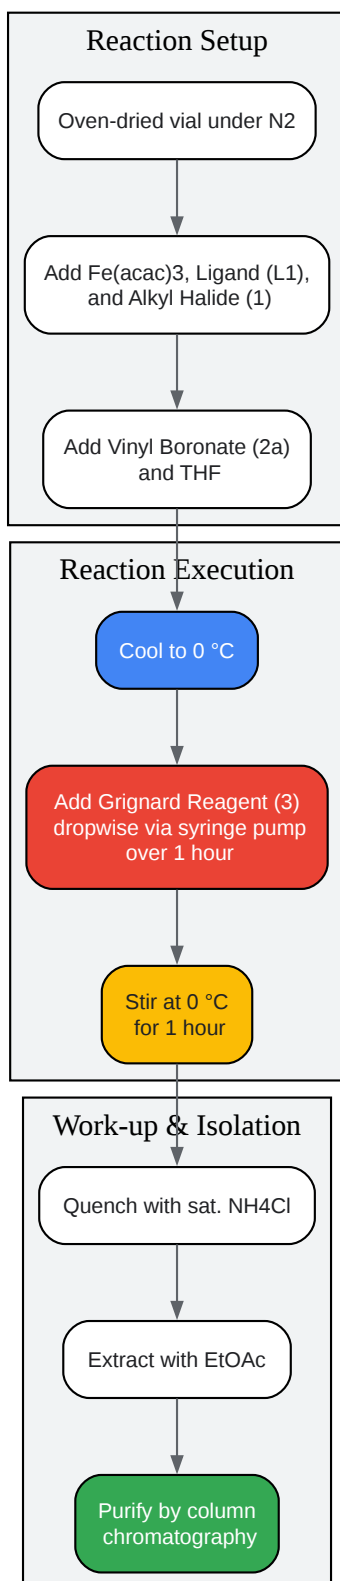 Reaction Setup
Oven-dried vial under N2
Add Fe(acac)3, Ligand (L1),
and Alkyl Halide (1)
Add Vinyl Boronate (2a)
and THF
Reaction Execution
Cool to 0 °C
Add Grignard Reagent (3)
dropwise via syringe pump
over 1 hour
Stir at 0 °C
for 1 hour
Work-up & Isolation
Quench with sat. NH4Cl
Extract with EtOAc
Purify by column
chromatography